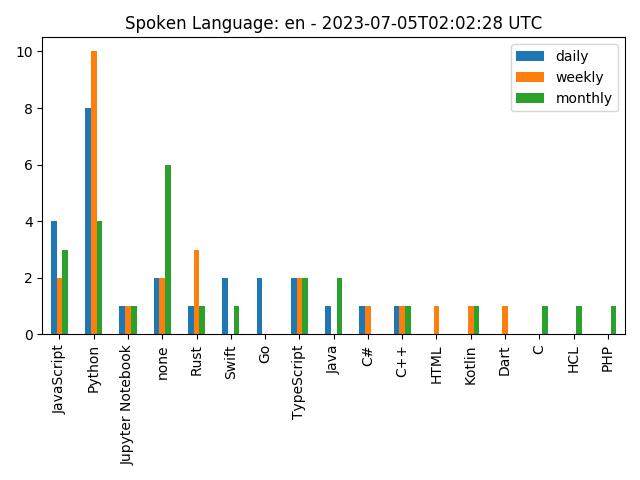 Spoken Language: en - 2023-07-05T02:02:28 UTC
daily
weekly
monthly
10
8
6
4
2
0
JavaScript
Python
Jupyter Notebook
none
Rust
Swift
Go
TypeScript
Java
C#
C++
HTML
Kotlin
Dart
C
HCL
PHP